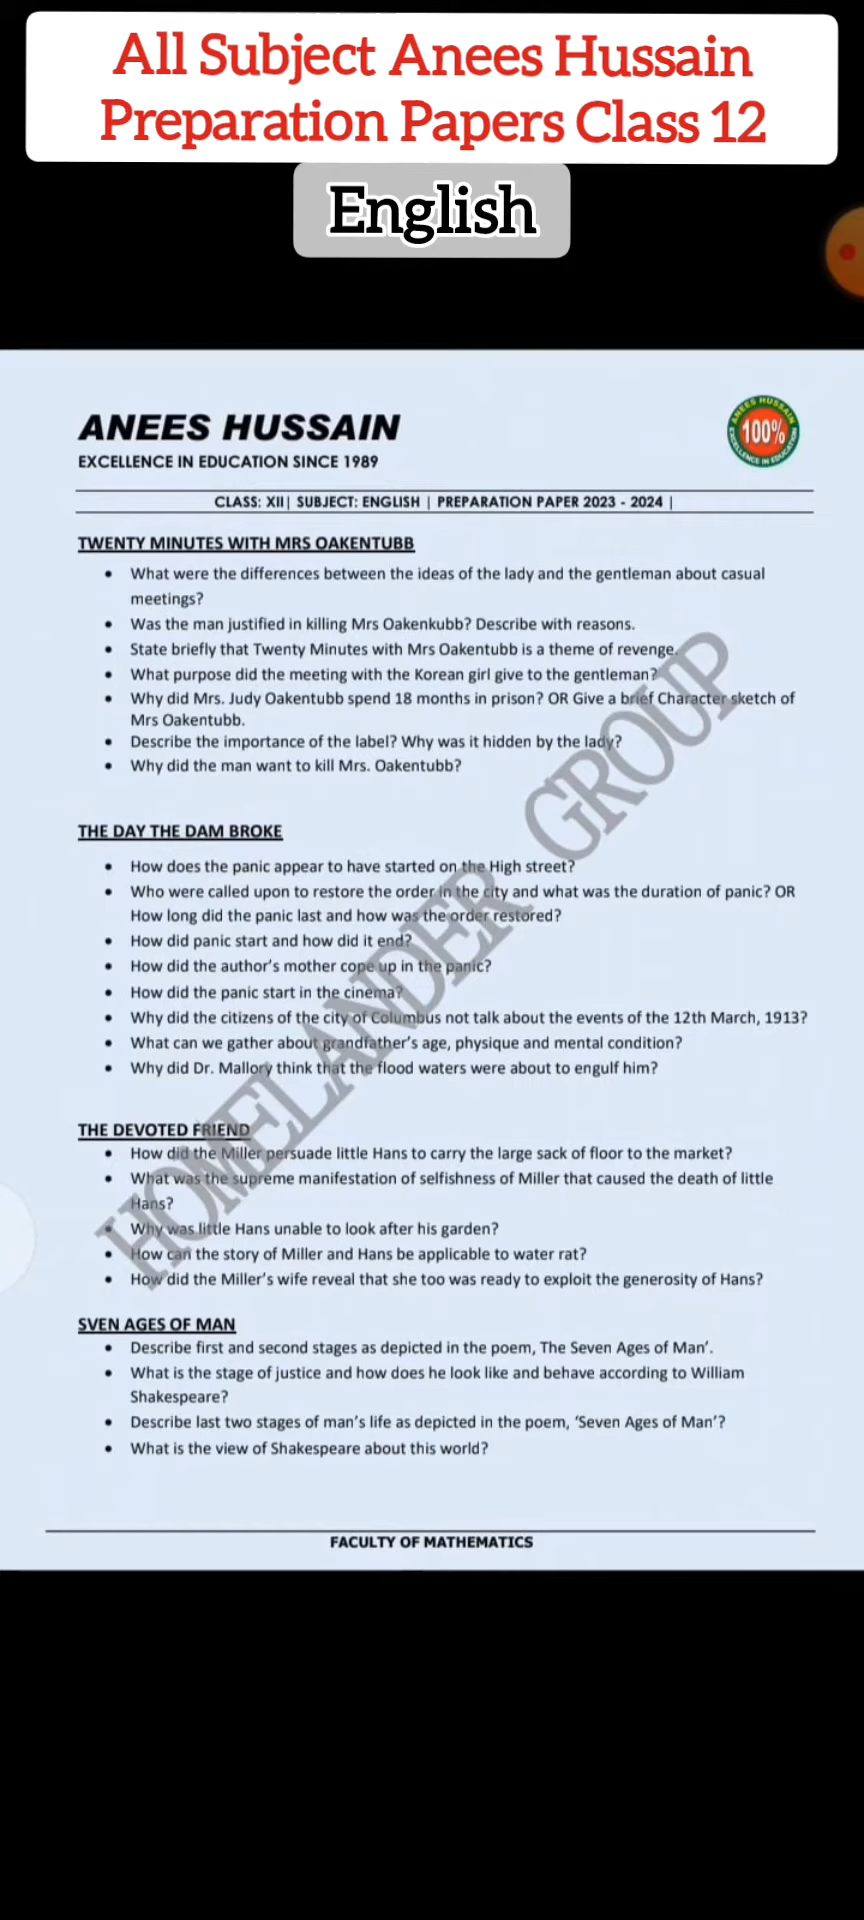 All Subject Anees Hussain
Preparation Papers Class 12
English
ANEES HUSSAIN
EXCELLENCE IN EDUCATION SINCE 1989
ANEES HUSSAIN
100%
EXCELLENCE IN EDUCATION
CLASS: XII| SUBJECT: ENGLISH | PREPARATION PAPER 2023 - 2024 |
TWENTY MINUTES WITH MRS OAKENTUBB
• What were the differences between the ideas of the lady and the gentleman about casual
meetings?
• Was the man justified in killing Mrs Oakenkubb? Describe with reasons.
• State briefly that Twenty Minutes with Mrs Oakentubb is a theme of revenge.
• What purpose did the meeting with the Korean girl give to the gentleman?
• Why did Mrs. Judy Oakentubb spend 18 months in prison? OR Give a brief Character sketch of
Mrs Oakentubb.
• Describe the importance of the label? Why was it hidden by the lady?
• Why did the man want to kill Mrs. Oakentubb?
THE DAY THE DAM BROKE
• How does the panic appear to have started on the High street?
• Who were called upon to restore the order in the city and what was the duration of panic? OR
How long did the panic last and how was the order restored?
• How did panic start and how did it end?
• How did the author's mother cope up in the panic?
• How did the panic start in the cinema?
• Why did the citizens of the city of Columbus not talk about the events of the 12th March, 1913?
• What can we gather about grandfather's age, physique and mental condition?
• Why did Dr. Mallory think that the flood waters were about to engulf him?
THE DEVOTED FRIEND
• How did the Miller persuade little Hans to carry the large sack of floor to the market?
• What was the supreme manifestation of selfishness of Miller that caused the death of little
Hans?
• Why was little Hans unable to look after his garden?
• How can the story of Miller and Hans be applicable to water rat?
• How did the Miller's wife reveal that she too was ready to exploit the generosity of Hans?
SVEN AGES OF MAN
• Describe first and second stages as depicted in the poem, The Seven Ages of Man'.
• What is the stage of justice and how does he look like and behave according to William
Shakespeare?
• Describe last two stages of man's life as depicted in the poem, 'Seven Ages of Man'?
• What is the view of Shakespeare about this world?
FACULTY OF MATHEMATICS
HOMELANDER GROUP